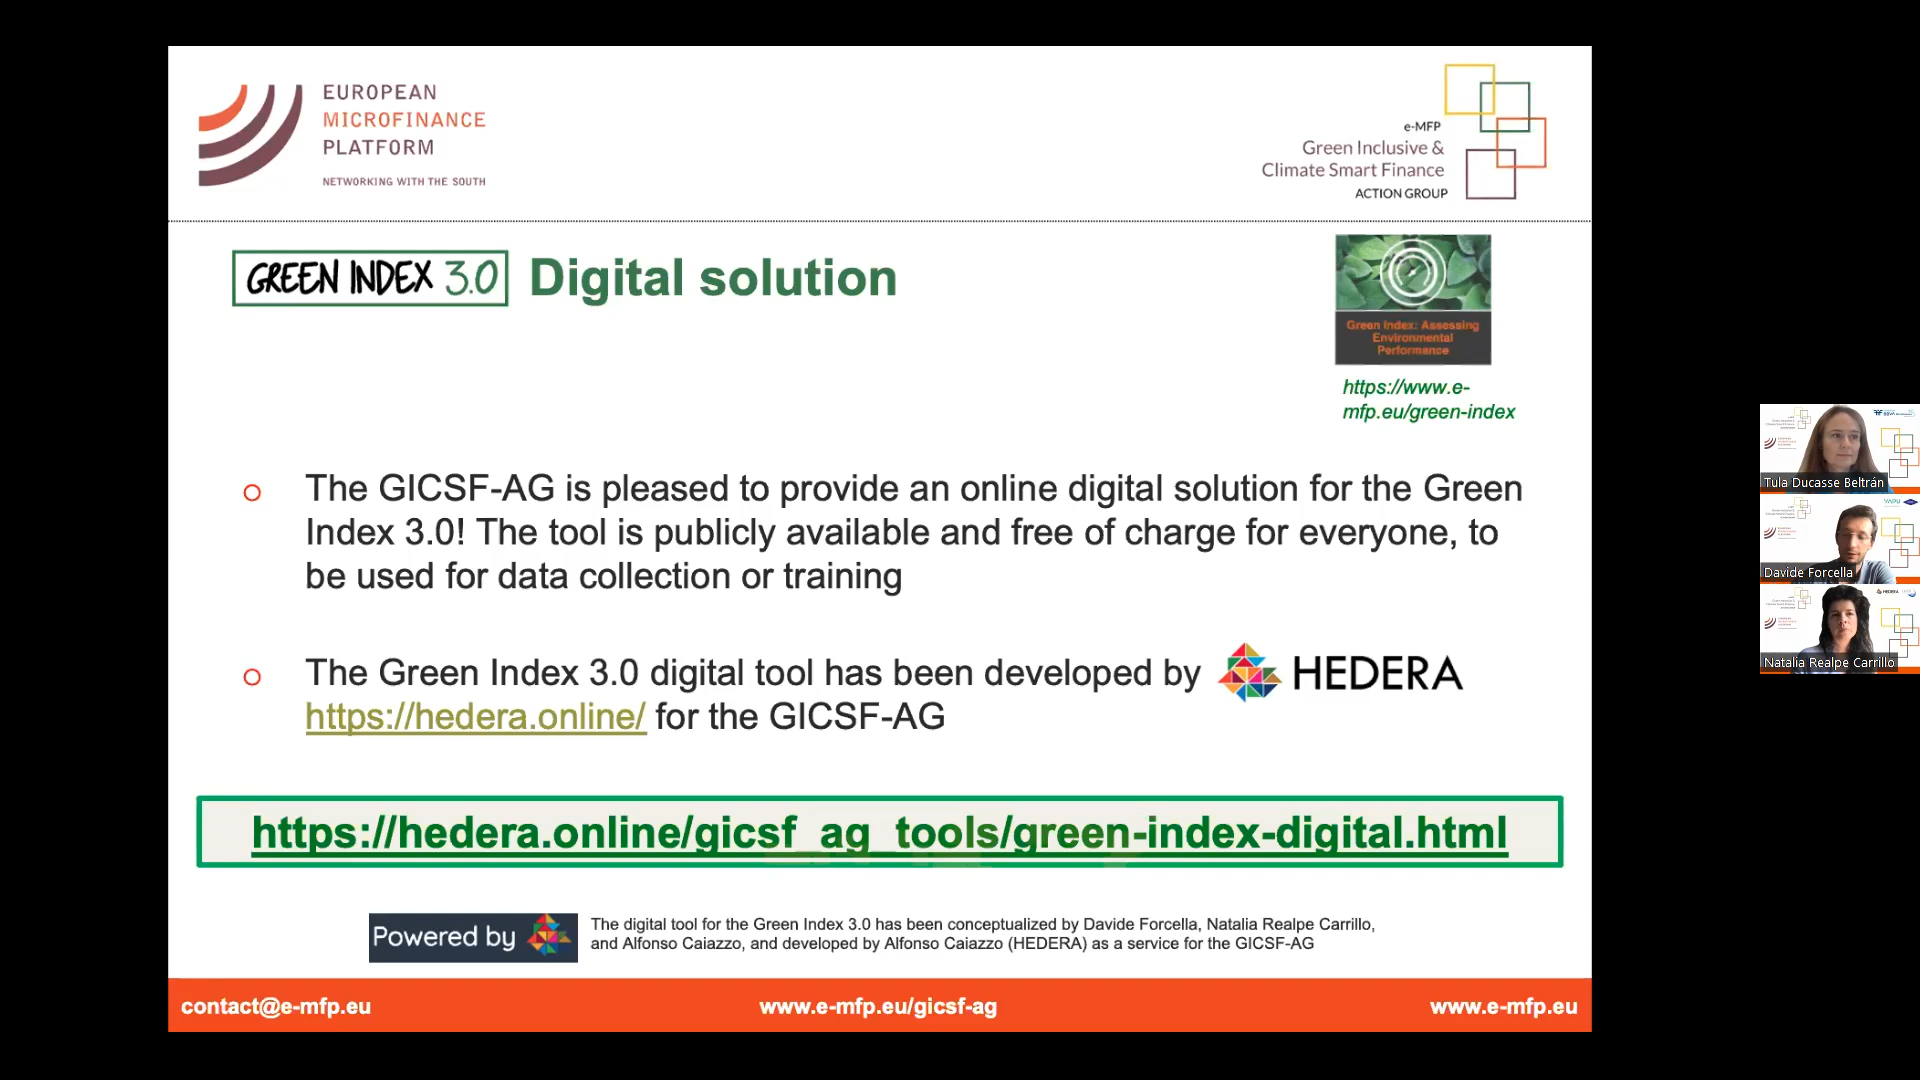 EUROPEAN
MICROFINANCE
PLATFORM
NETWORKING WITH THE SOUTH
e-MFP
Green Inclusive &
Climate Smart Finance
ACTION GROUP
GREEN INDEX 3.0 Digital solution
Green Index: Assessing
Environmental
Performance
https://www.e-
mfp.eu/green-index
The GICSF-AG is pleased to provide an online digital solution for the Green
Index 3.0! The tool is publicly available and free of charge for everyone, to
be used for data collection or training
The Green Index 3.0 digital tool has been developed by HEDERA
https://hedera.online/ for the GICSF-AG
https://hedera.online/gicsf_ag_tools/green-index-digital.html
Powered by
The digital tool for the Green Index 3.0 has been conceptualized by Davide Forcella, Natalia Realpe Carrillo,
and Alfonso Caiazzo, and developed by Alfonso Caiazzo (HEDERA) as a service for the GICSF-AG
contact@e-mfp.eu
www.e-mfp.eu/gicsf-ag
www.e-mfp.eu
Tula Ducasse Beltrán
Davide Forcella
HEDERA
Natalia Realpe Carrillo